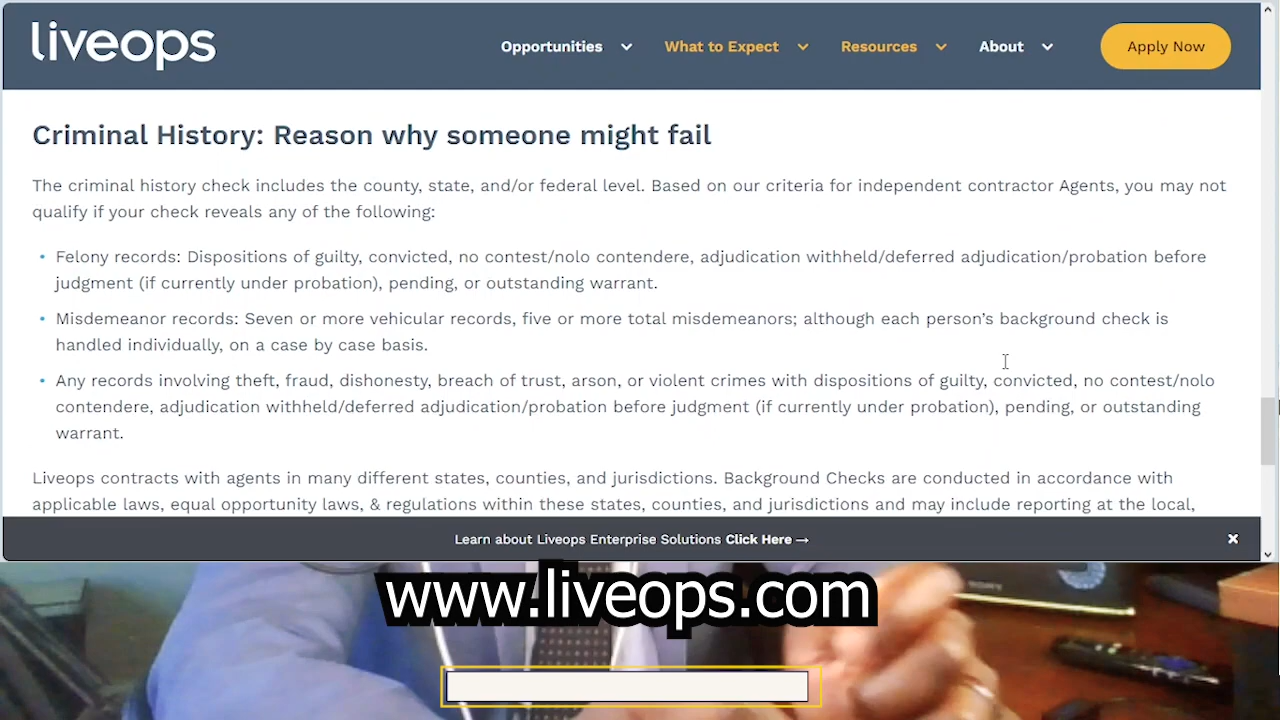 liveops
Opportunities What to Expect Resources About Apply Now
Criminal History: Reason why someone might fail
The criminal history check includes the county, state, and/or federal level. Based on our criteria for independent contractor Agents, you may not
qualify if your check reveals any of the following:
• Felony records: Dispositions of guilty, convicted, no contest/nolo contendere, adjudication withheld/deferred adjudication/probation before
judgment (if currently under probation), pending, or outstanding warrant.
• Misdemeanor records: Seven or more vehicular records, five or more total misdemeanors; although each person’s background check is
handled individually, on a case by case basis.
• Any records involving theft, fraud, dishonesty, breach of trust, arson, or violent crimes with dispositions of guilty, convicted, no contest/nolo
contendere, adjudication withheld/deferred adjudication/probation before judgment (if currently under probation), pending, or outstanding
warrant.
Liveops contracts with agents in many different states, counties, and jurisdictions. Background Checks are conducted in accordance with
applicable laws, equal opportunity laws, & regulations within these states, counties, and jurisdictions and may include reporting at the local,
Learn about Liveops Enterprise Solutions Click Here →
www.liveops.com
SONY